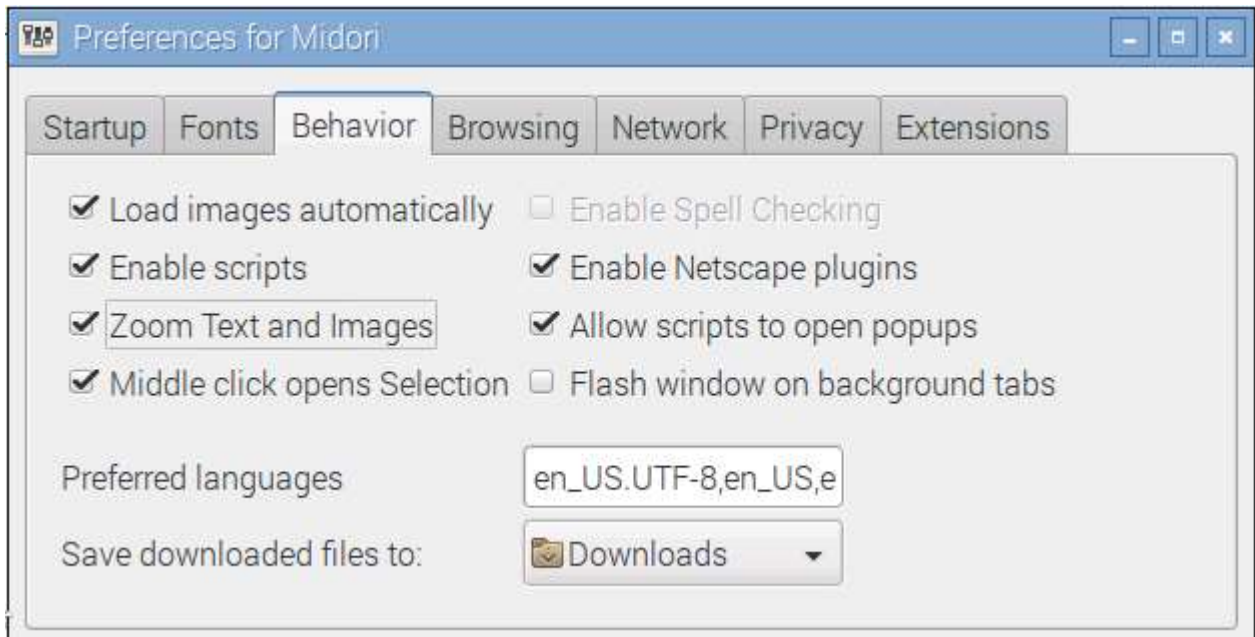 Preferences for Midori
Startup Fonts Behavior Browsing Network Privacy Extensions
Load images automatically Enable Spell Checking
Enable scripts Enable Netscape plugins
Zoom Text and Images Allow scripts to open popups
Middle click opens Selection Flash window on background tabs
Preferred languages en_US.UTF-8,en_US,e
Save downloaded files to: Downloads